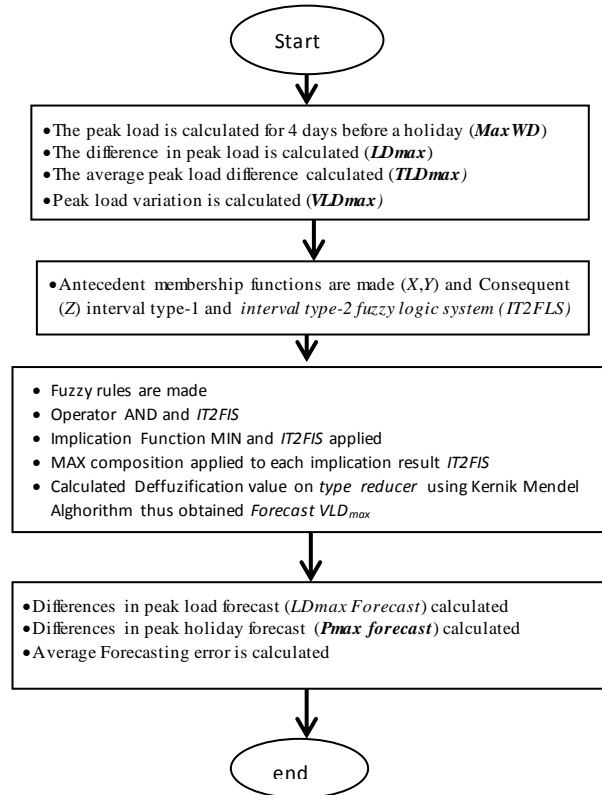 Start
•The peak load is calculated for 4 days before a holiday (MaxWD)
•The difference in peak load is calculated (LDmax)
•The average peak load difference calculated (TLDmax)
•Peak load variation is calculated (VLDmax)
•Antecedent membership functions are made (X,Y) and Consequent
(Z) interval type-1 and interval type-2 fuzzy logic system (IT2FLS)
• Fuzzy rules are made
• Operator AND and IT2FIS
• Implication Function MIN and IT2FIS applied
• MAX composition applied to each implication result IT2FIS
• Calculated Deffuzification value on type reducer using Kernik Mendel
Alghorithm thus obtained Forecast VLDmax
•Differences in peak load forecast (LDmax Forecast) calculated
•Differences in peak holiday forecast (Pmax forecast) calculated
•Average Forecasting error is calculated
end